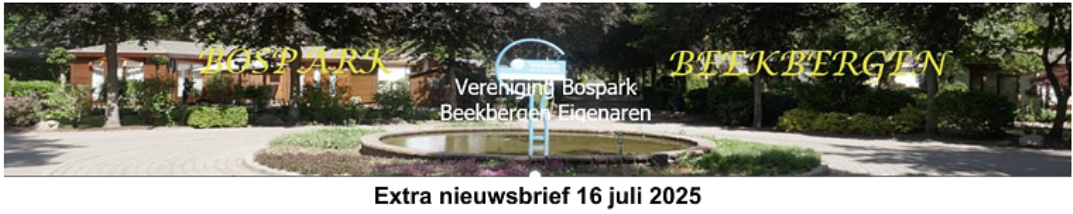 BOSPARK
BEEKBERGEN
Vereniging Bospark
Beekbergen Eigenaren
Extra nieuwsbrief 16 juli 2025